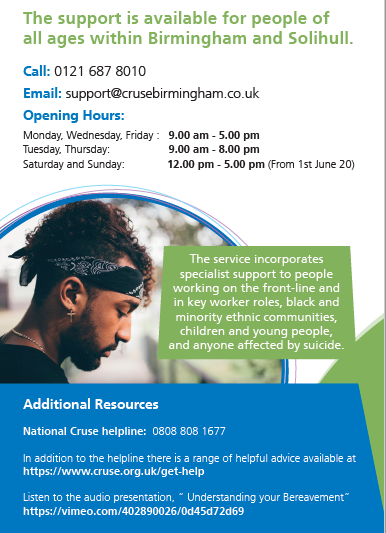 The support is available for people of
all ages within Birmingham and Solihull.
Call: 0121 687 8010
Email: support@crusebirmingham.co.uk
Opening Hours:
Monday, Wednesday, Friday : 9.00 am - 5.00 pm
Tuesday, Thursday: 9.00 am - 8.00 pm
Saturday and Sunday: 12.00 pm - 5.00 pm (From 1st June 20)
The service incorporates
specialist support to people
working on the front-line and
in key worker roles, black and
minority ethnic communities,
children and young people,
and anyone affected by suicide.
Additional Resources
National Cruse helpline: 0808 808 1677
In addition to the helpline there is a range of helpful advice available at
https://www.cruse.org.uk/get-help
Listen to the audio presentation, “ Understanding your Bereavement”
https://vimeo.com/402890026/0d45d72d69